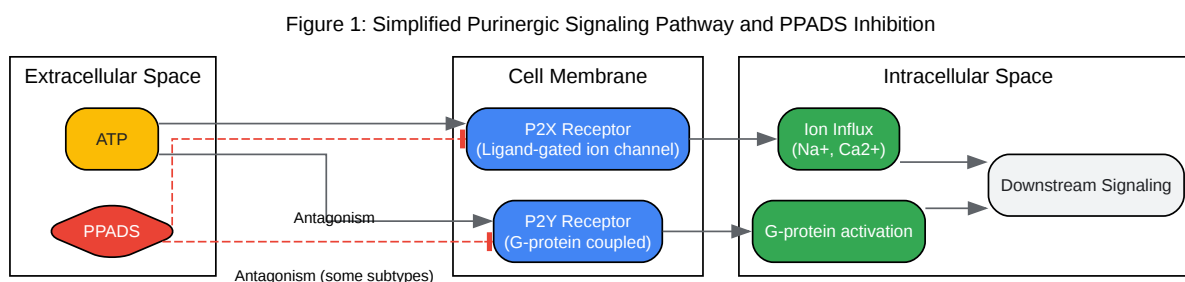 Figure 1: Simplified Purinergic Signaling Pathway and PPADS Inhibition
Extracellular Space
Cell Membrane
Intracellular Space
ATP
P2X Receptor
(Ligand-gated ion channel)
Ion Influx
(Na+, Ca2+)
Downstream Signaling
PPADS
Antagonism
P2Y Receptor
(G-protein coupled)
G-protein activation
Antagonism (some subtypes)